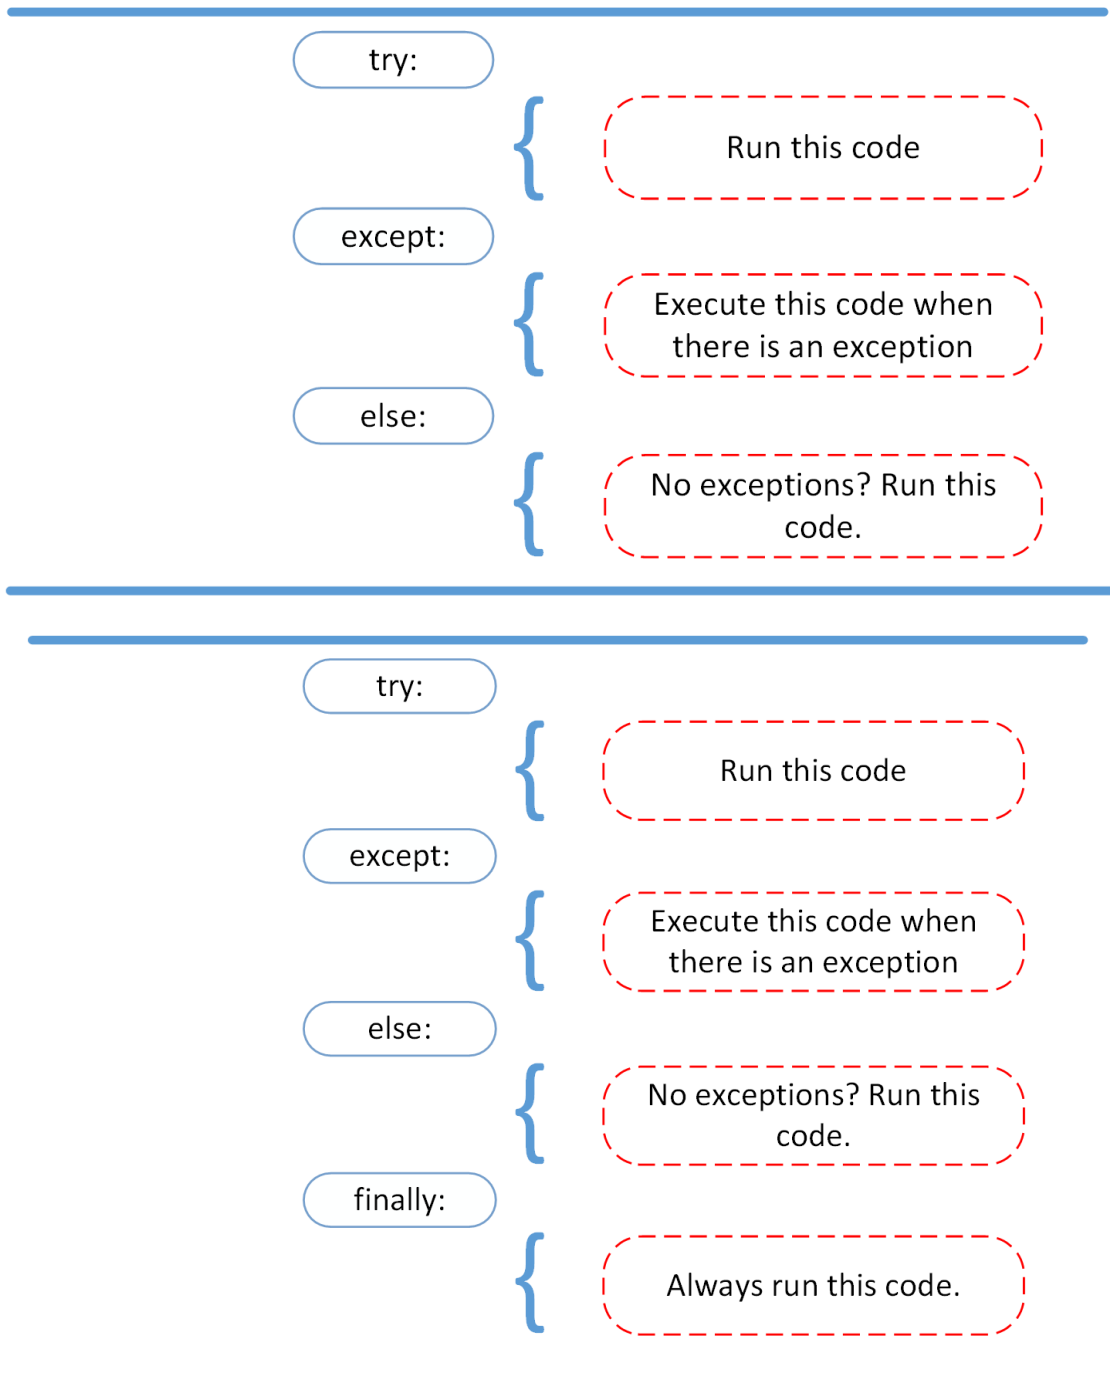 try:
Run this code
except:
Execute this code when
there is an exception
else:
No exceptions? Run this
code.
try:
Run this code
except:
Execute this code when
there is an exception
else:
No exceptions? Run this
code.
finally:
Always run this code.